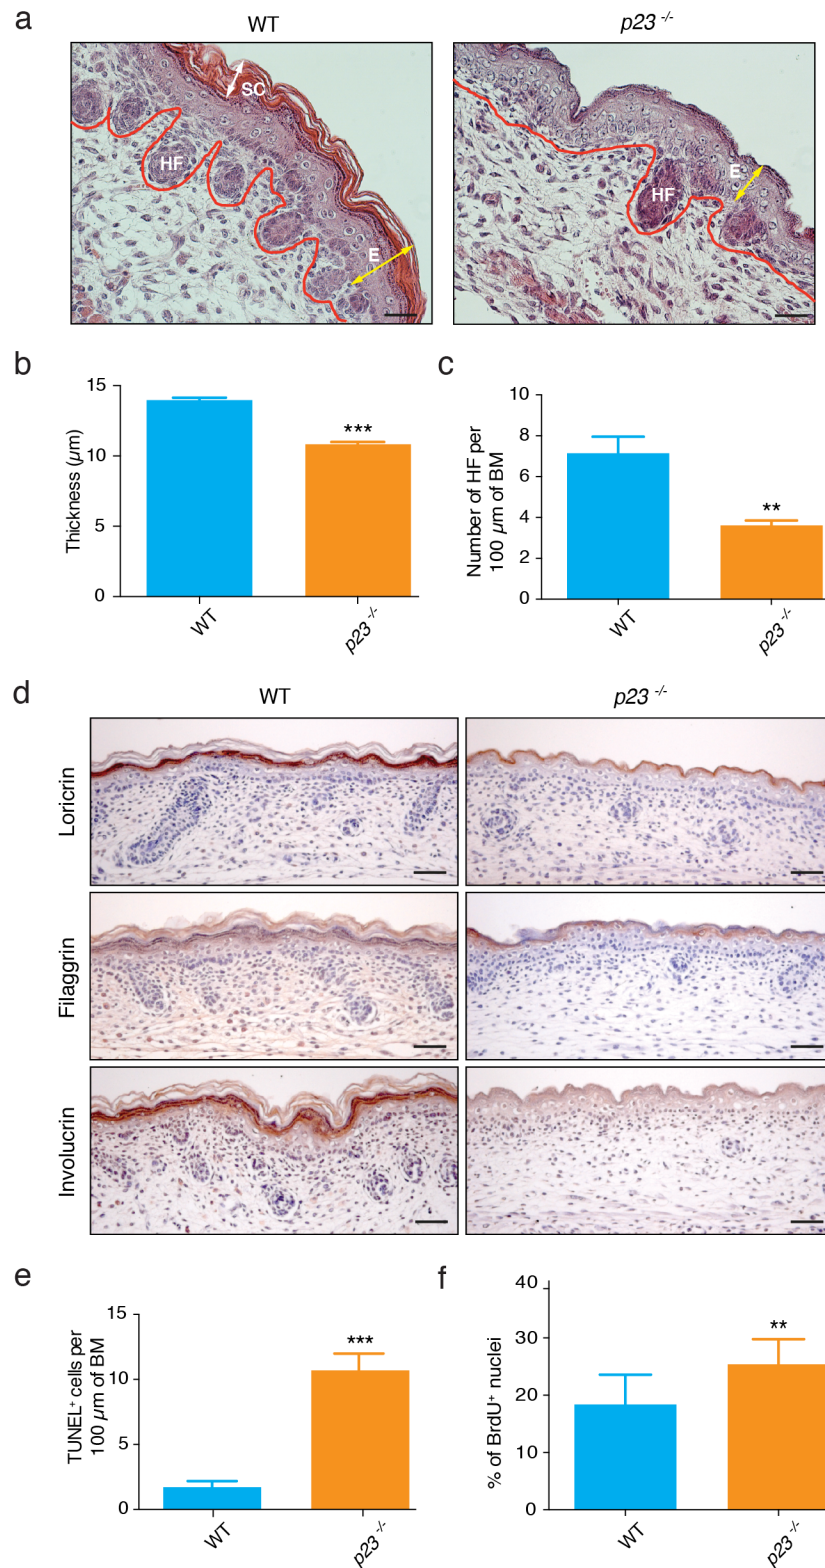 a
WT
p23 -/-
SC
HF
E
HF
E
b
Thickness (µm)
15
10
5
0
***
WT
p23 -/-
c
Number of HF per
100 µm of BM
10
8
6
4
2
0
**
WT
p23 -/-
d
WT
p23 -/-
Loricrin
Filaggrin
Involucrin
e
TUNEL+ cells per
100 µm of BM
15
10
5
0
***
WT
p23 -/-
f
% of BrdU+ nuclei
40
30
20
10
0
**
WT
p23 -/-